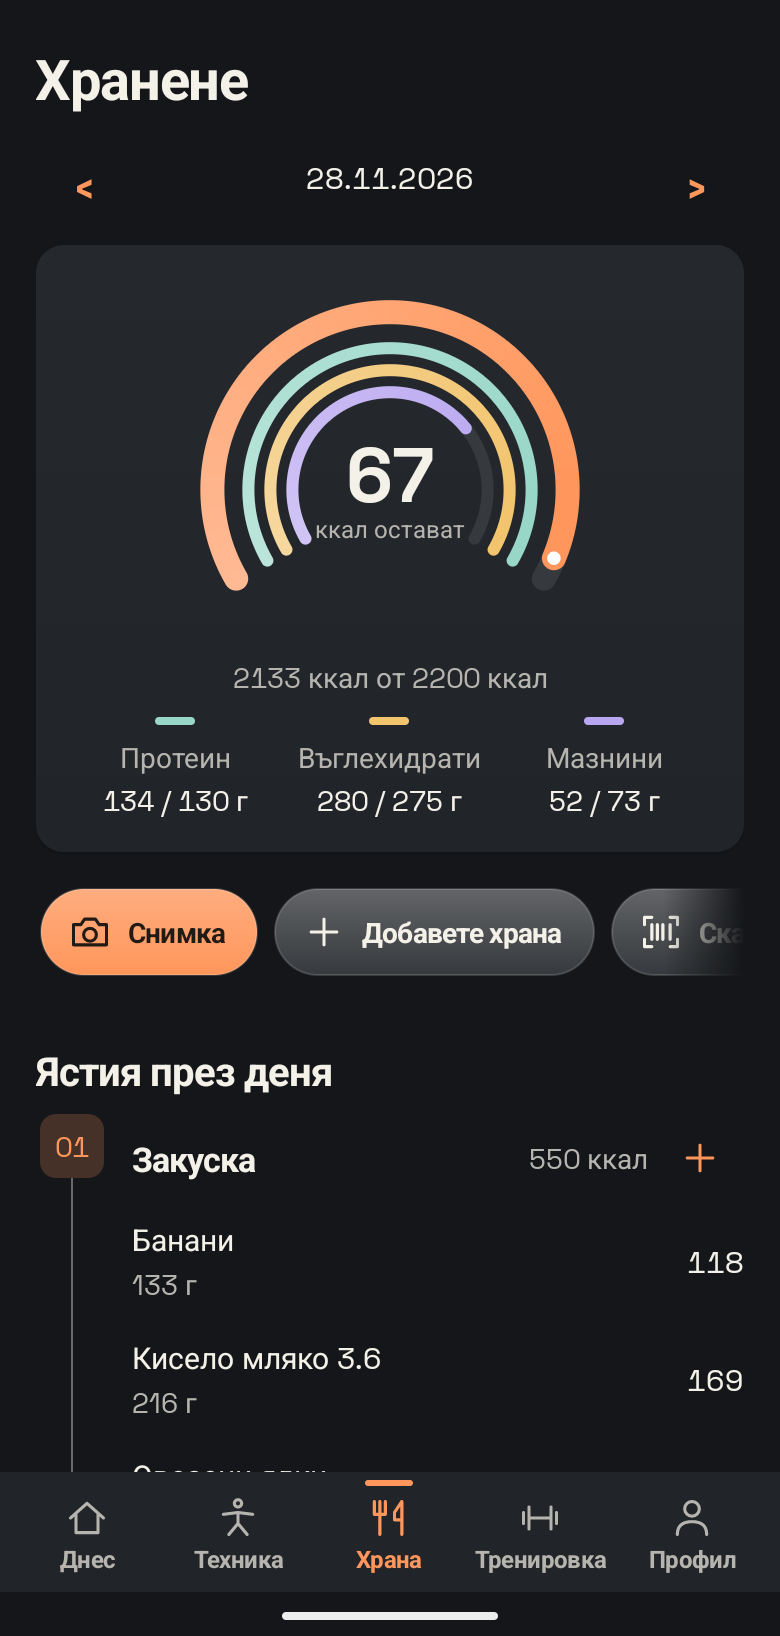 Хранене
< 28.11.2026 >
67
ккал остават
2133 ккал от 2200 ккал
Протеин Въглехидрати Мазнини
134 / 130 г 280 / 275 г 52 / 73 г
Снимка Добавете храна
Ястия през деня
01 Закуска 550 ккал
Банани
133 г
118
Кисело мляко 3.6
216 г
169
Днес Техника Храна Тренировка Профил